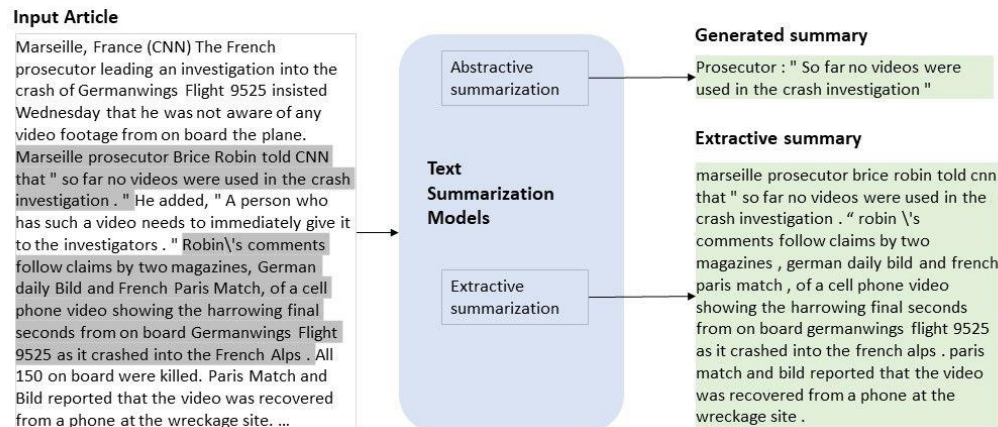 Input Article
Marseille, France (CNN) The French
prosecutor leading an investigation into the
crash of Germanwings Flight 9525 insisted
Wednesday that he was not aware of any
video footage from on board the plane.
Marseille prosecutor Brice Robin told CNN
that " so far no videos were used in the crash
investigation . " He added, " A person who
has such a video needs to immediately give it
to the investigators . " Robin\'s comments
follow claims by two magazines, German
daily Bild and French Paris Match, of a cell
phone video showing the harrowing final
seconds from on board Germanwings Flight
9525 as it crashed into the French Alps . All
150 on board were killed. Paris Match and
Bild reported that the video was recovered
from a phone at the wreckage site. ...
Text
Summarization
Models
Abstractive
summarization
Extractive
summarization
Generated summary
Prosecutor : " So far no videos were
used in the crash investigation "
Extractive summary
marseille prosecutor brice robin told cnn
that " so far no videos were used in the
crash investigation . “ robin \'s
comments follow claims by two
magazines , german daily bild and french
paris match , of a cell phone video
showing the harrowing final seconds
from on board germanwings flight 9525
as it crashed into the french alps . paris
match and bild reported that the video
was recovered from a phone at the
wreckage site .